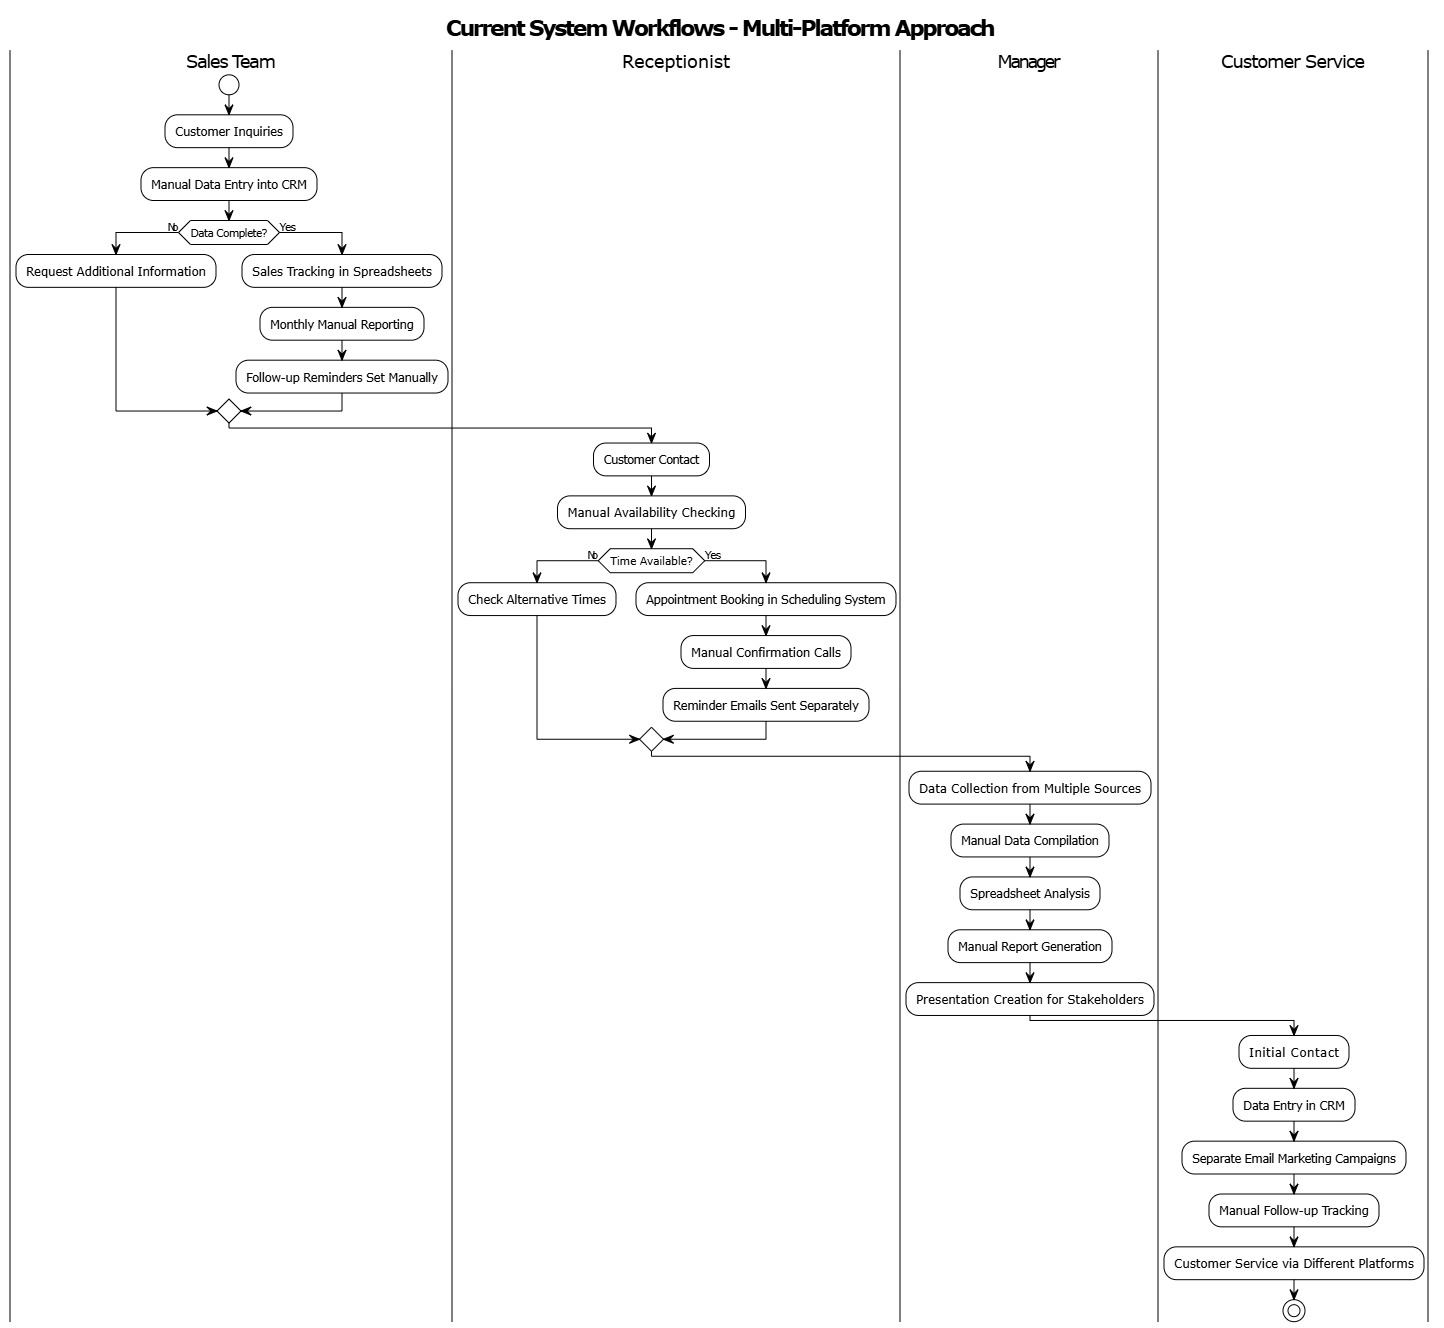 Current System Workflows - Multi-Platform Approach
Sales Team
Receptionist
Manager
Customer Service
Customer Inquiries
Manual Data Entry into CRM
No
Data Complete?
Yes
Request Additional Information
Sales Tracking in Spreadsheets
Monthly Manual Reporting
Follow-up Reminders Set Manually
Customer Contact
Manual Availability Checking
No
Time Available?
Yes
Check Alternative Times
Appointment Booking in Scheduling System
Manual Confirmation Calls
Reminder Emails Sent Separately
Data Collection from Multiple Sources
Manual Data Compilation
Spreadsheet Analysis
Manual Report Generation
Presentation Creation for Stakeholders
Initial Contact
Data Entry in CRM
Separate Email Marketing Campaigns
Manual Follow-up Tracking
Customer Service via Different Platforms